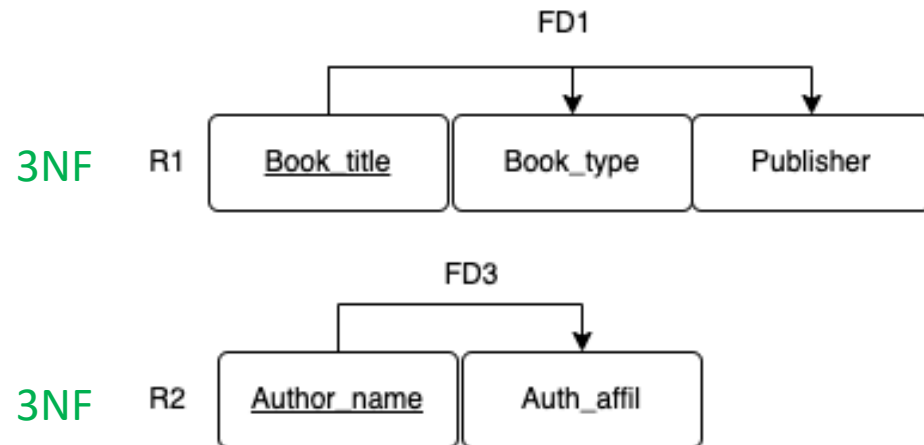 FD1
3NF R1 Book_title Book_type Publisher
FD3
3NF R2 Author_name Auth_affil